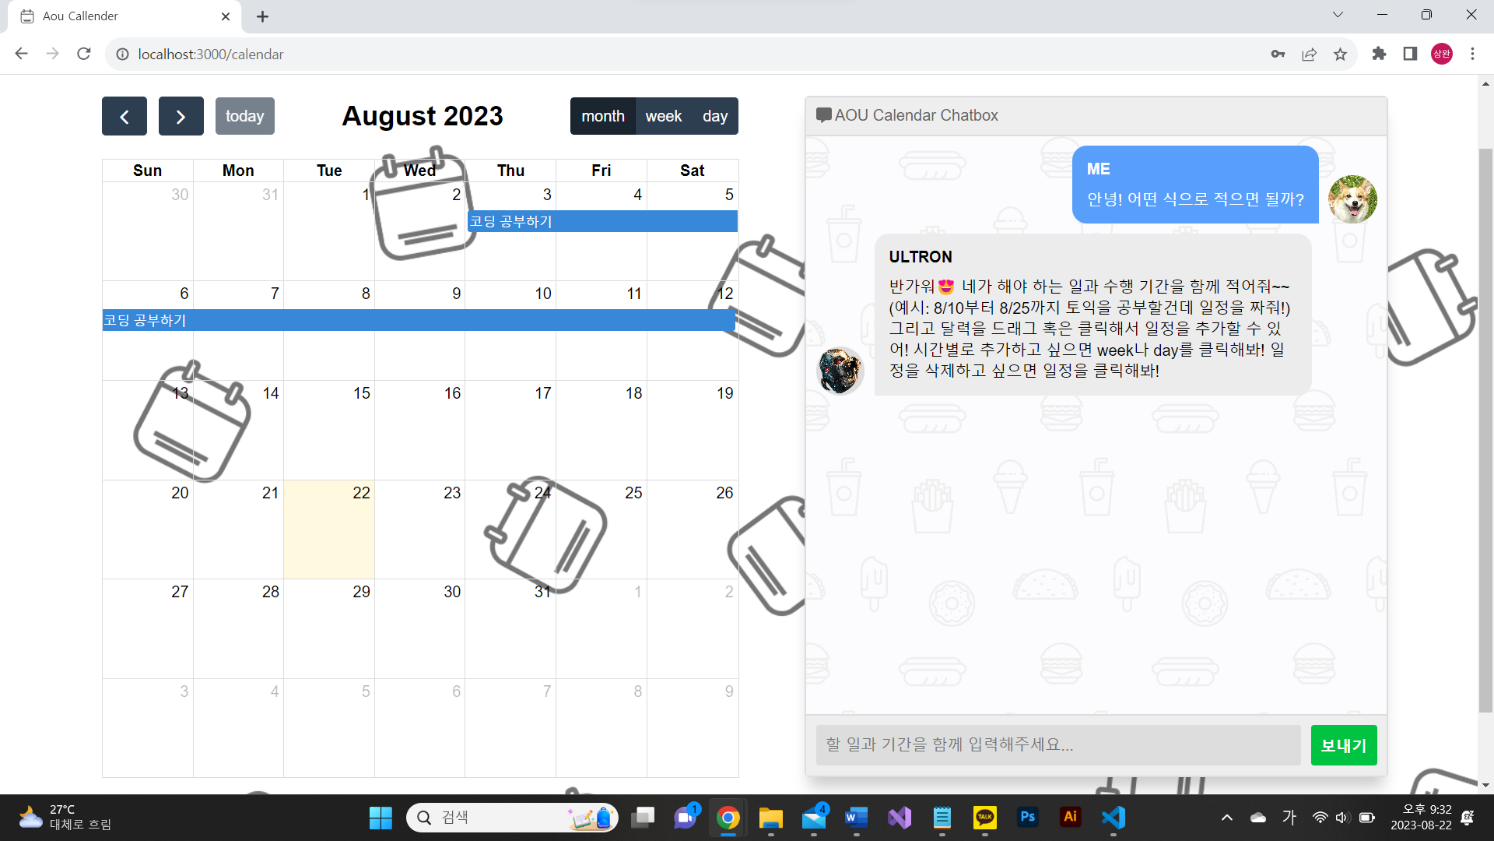 Aou Callender
localhost:3000/calendar
상완
today
August 2023
month week day
Sun Mon Tue Wed Thu Fri Sat
30 31 1 2 3 4 5
코딩 공부하기
6 7 8 9 10 11 12
코딩 공부하기
13 14 15 16 17 18 19
20 21 22 23 24 25 26
27 28 29 30 31 1 2
3 4 5 6 7 8 9
AOU Calendar Chatbox
ME
안녕! 어떤 식으로 적으면 될까?
ULTRON
반가워😍 네가 해야 하는 일과 수행 기간을 함께 적어줘~~
(예시: 8/10부터 8/25까지 토익을 공부할건데 일정을 짜줘!)
그리고 달력을 드래그 혹은 클릭해서 일정을 추가할 수 있
어! 시간별로 추가하고 싶으면 week나 day를 클릭해봐! 일
정을 삭제하고 싶으면 일정을 클릭해봐!
할 일과 기간을 함께 입력해주세요...
보내기
27°C
대체로 흐림
검색
1
4
W
TALK
Ps
Ai
가
오후 9:32
2023-08-22